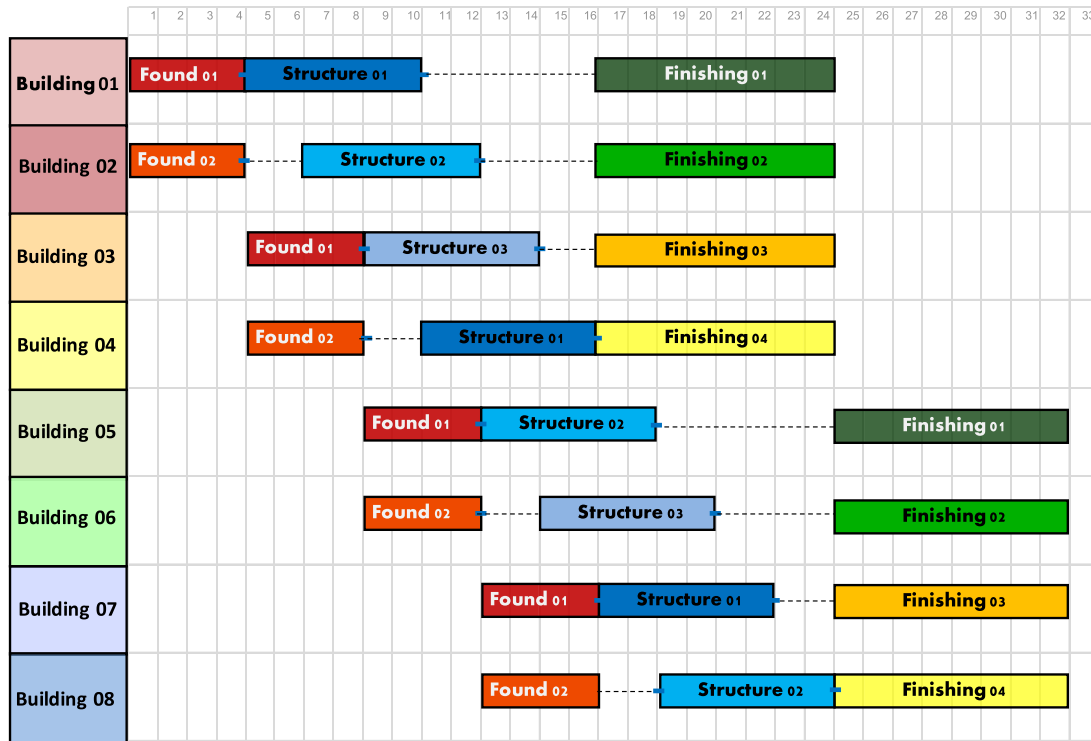 1 2 3 4 5 6 7 8 9 10 11 12 13 14 15 16 17 18 19 20 21 22 23 24 25 26 27 28 29 30 31 32 33
Building 01 Found 01 Structure 01 Finishing 01
Building 02 Found 02 Structure 02 Finishing 02
Building 03 Found 01 Structure 03 Finishing 03
Building 04 Found 02 Structure 01 Finishing 04
Building 05 Found 01 Structure 02 Finishing 01
Building 06 Found 02 Structure 03 Finishing 02
Building 07 Found 01 Structure 01 Finishing 03
Building 08 Found 02 Structure 02 Finishing 04